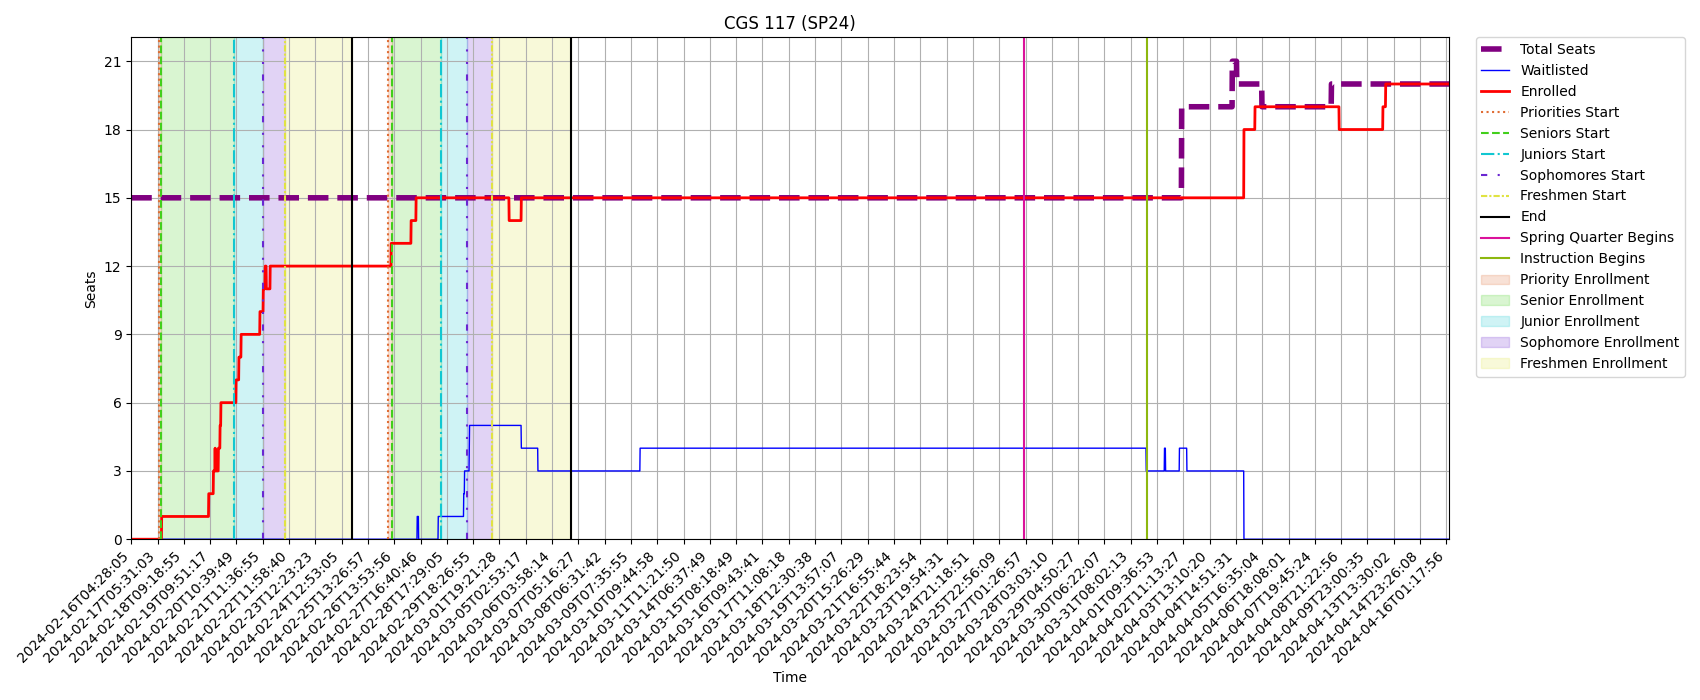 CGS 117 (SP24)
Seats
21
18
15
12
9
6
3
0
2024-02-16T04:28:05
2024-02-17T05:31:03
2024-02-18T09:18:55
2024-02-19T09:51:17
2024-02-20T10:39:49
2024-02-21T11:36:55
2024-02-22T11:58:40
2024-02-23T12:23:23
2024-02-24T12:53:05
2024-02-25T13:26:57
2024-02-26T13:53:56
2024-02-27T16:40:46
2024-02-28T17:29:05
2024-02-29T18:26:55
2024-03-01T19:21:28
2024-03-05T02:53:17
2024-03-06T03:58:14
2024-03-07T05:16:27
2024-03-08T06:31:42
2024-03-09T07:35:55
2024-03-10T09:44:58
2024-03-11T11:21:50
2024-03-14T06:37:49
2024-03-15T08:18:49
2024-03-16T09:43:41
2024-03-17T11:08:18
2024-03-18T12:30:38
2024-03-19T13:57:07
2024-03-20T15:26:29
2024-03-21T16:55:44
2024-03-22T18:23:54
2024-03-23T19:54:31
2024-03-24T21:18:51
2024-03-25T22:56:09
2024-03-27T01:26:57
2024-03-28T03:03:10
2024-03-29T04:50:27
2024-03-30T06:22:07
2024-03-31T08:02:13
2024-04-01T09:36:53
2024-04-02T11:13:27
2024-04-03T13:10:20
2024-04-04T14:51:31
2024-04-05T16:35:04
2024-04-06T18:08:01
2024-04-07T19:45:24
2024-04-08T21:22:56
2024-04-09T23:00:35
2024-04-13T13:30:02
2024-04-14T23:26:08
2024-04-16T01:17:56
Time
Total Seats
Waitlisted
Enrolled
Priorities Start
Seniors Start
Juniors Start
Sophomores Start
Freshmen Start
End
Spring Quarter Begins
Instruction Begins
Priority Enrollment
Senior Enrollment
Junior Enrollment
Sophomore Enrollment
Freshmen Enrollment